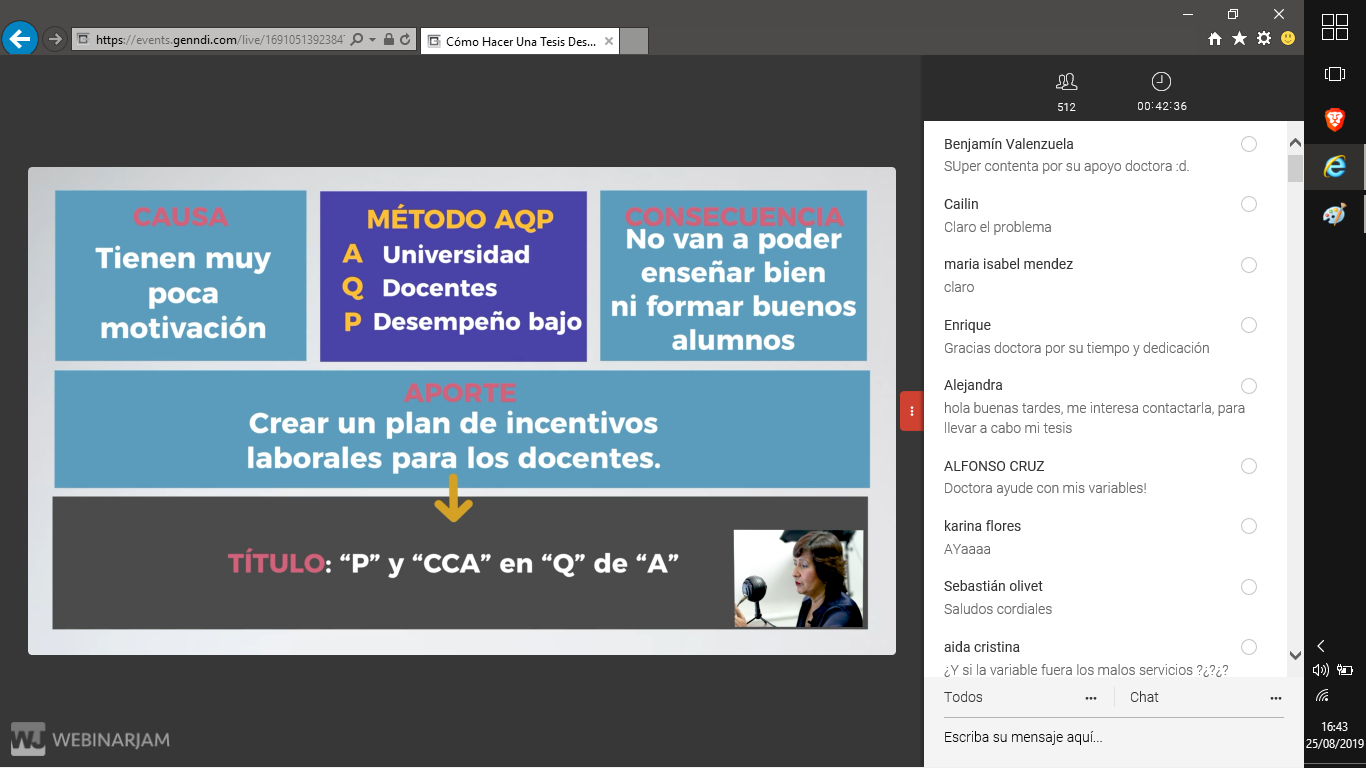 https://events.genndi.com/live/1691051392384
Cómo Hacer Una Tesis Des...
CAUSA
Tienen muy
poca
motivación
MÉTODO AQP
A Universidad
Q Docentes
P Desempeño bajo
CONSECUENCIA
No van a poder
enseñar bien
ni formar buenos
alumnos
APORTE
Crear un plan de incentivos
laborales para los docentes.
TÍTULO: “P” y “CCA” en “Q” de “A”
WJ WEBINARJAM
512
00:42:36
Benjamín Valenzuela
SUper contenta por su apoyo doctora :d.
Cailin
Claro el problema
maria isabel mendez
claro
Enrique
Gracias doctora por su tiempo y dedicación
Alejandra
hola buenas tardes, me interesa contactarla, para
llevar a cabo mi tesis
ALFONSO CRUZ
Doctora ayude con mis variables!
karina flores
AYaaaa
Sebastián olivet
Saludos cordiales
aida cristina
¿Y si la variable fuera los malos servicios ?¿?¿?
Todos ...
Chat ...
Escriba su mensaje aquí...
16:43
25/08/2019